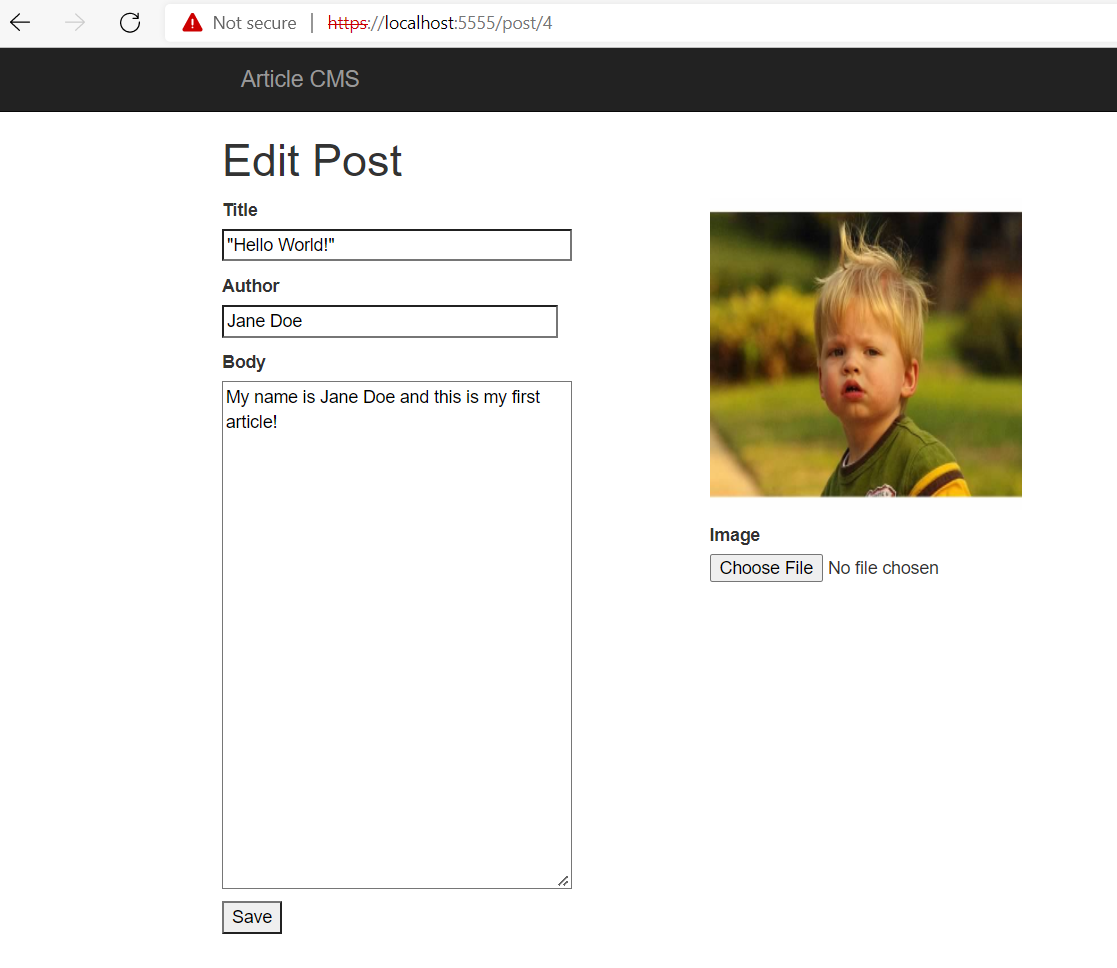 Not secure | https://localhost:5555/post/4
Article CMS
Edit Post
Title
"Hello World!"
Author
Jane Doe
Body
My name is Jane Doe and this is my first
article!
Save
Image
Choose File No file chosen